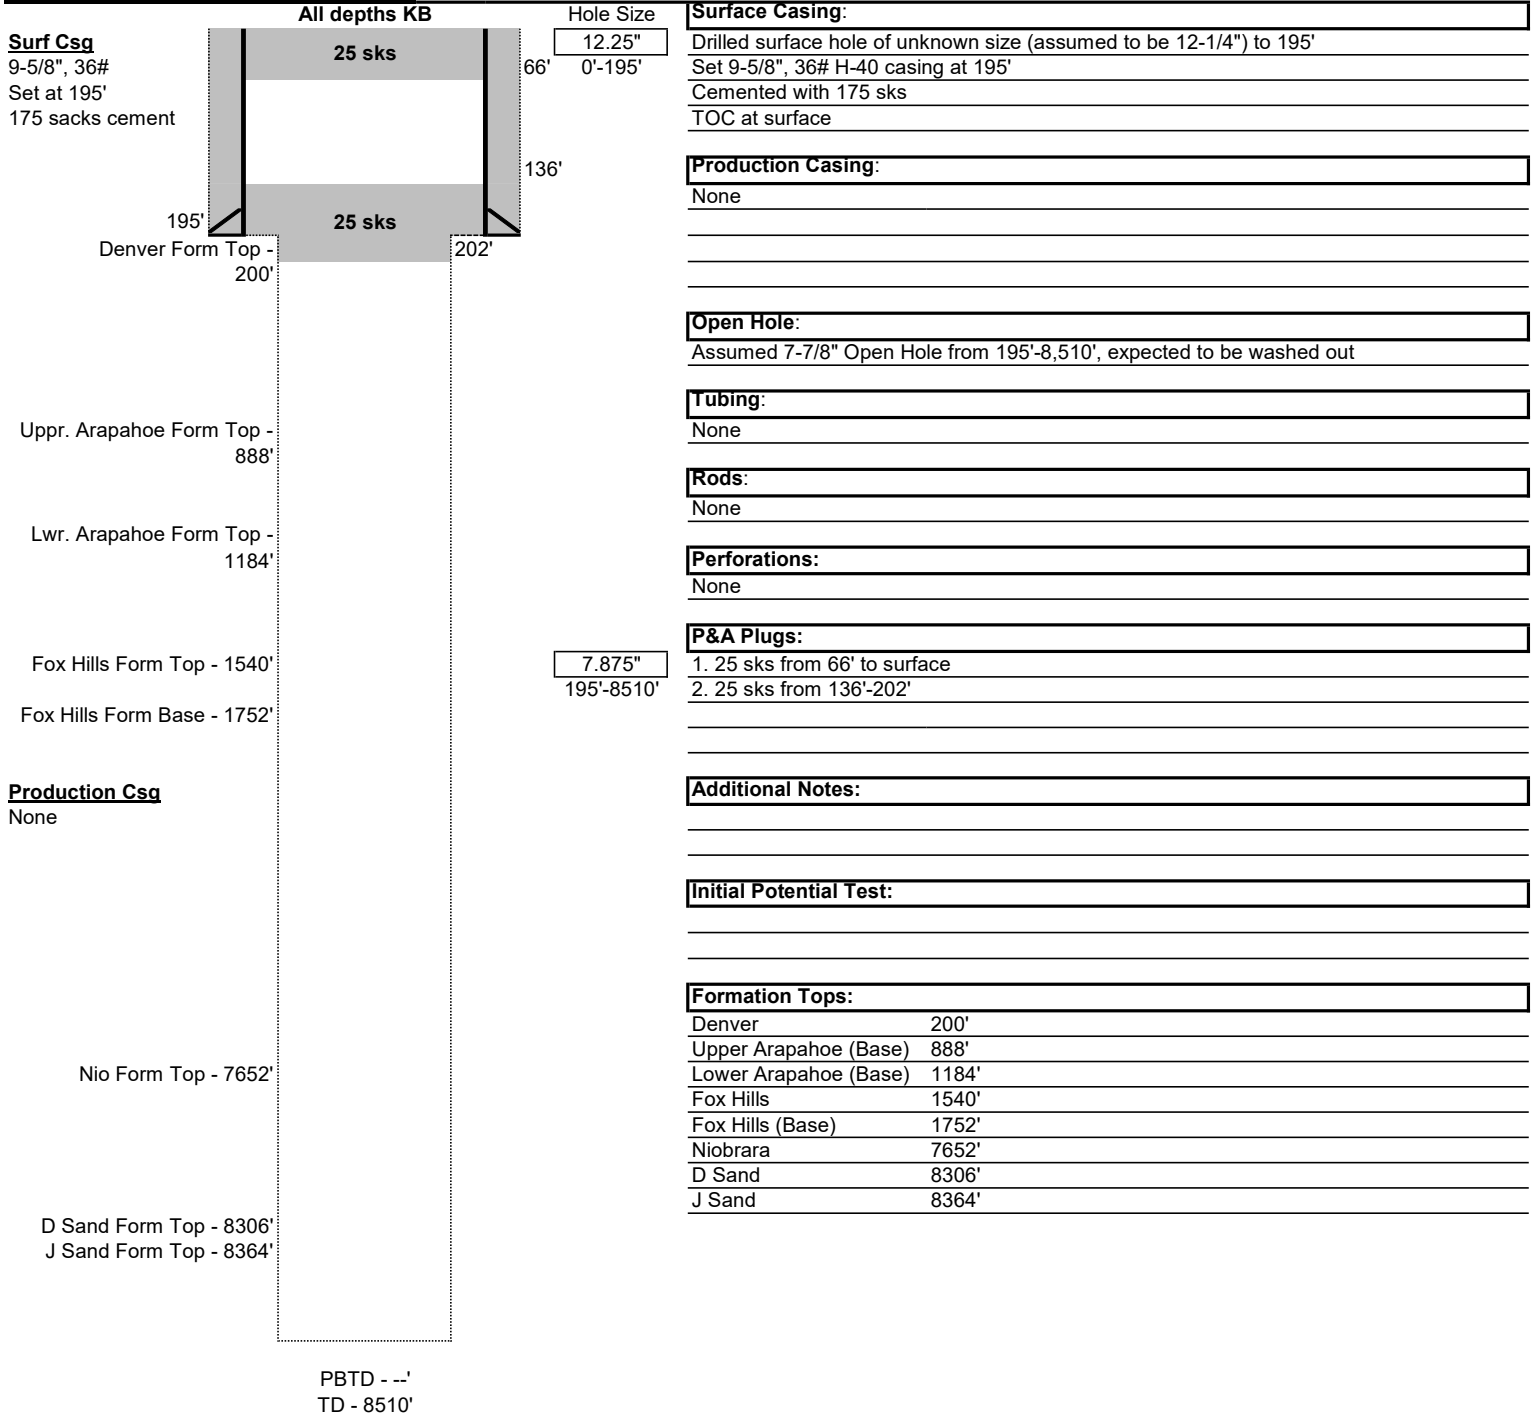 All depths KB
Hole Size
Surf Csg
9-5/8", 36#
Set at 195'
175 sacks cement
25 sks
66'
12.25"
0'-195'
136'
195'
25 sks
Denver Form Top -
200'
202'
Uppr. Arapahoe Form Top -
888'
Lwr. Arapahoe Form Top -
1184'
Fox Hills Form Top - 1540'
7.875"
195'-8510'
Fox Hills Form Base - 1752'
Production Csg
None
Nio Form Top - 7652'
D Sand Form Top - 8306'
J Sand Form Top - 8364'
PBTD - --'
TD - 8510'
Surface Casing:
Drilled surface hole of unknown size (assumed to be 12-1/4") to 195'
Set 9-5/8", 36# H-40 casing at 195'
Cemented with 175 sks
TOC at surface
Production Casing:
None
Open Hole:
Assumed 7-7/8" Open Hole from 195'-8,510', expected to be washed out
Tubing:
None
Rods:
None
Perforations:
None
P&A Plugs:
1. 25 sks from 66' to surface
2. 25 sks from 136'-202'
Additional Notes:
Initial Potential Test:
Formation Tops:
Denver 200'
Upper Arapahoe (Base) 888'
Lower Arapahoe (Base) 1184'
Fox Hills 1540'
Fox Hills (Base) 1752'
Niobrara 7652'
D Sand 8306'
J Sand 8364'